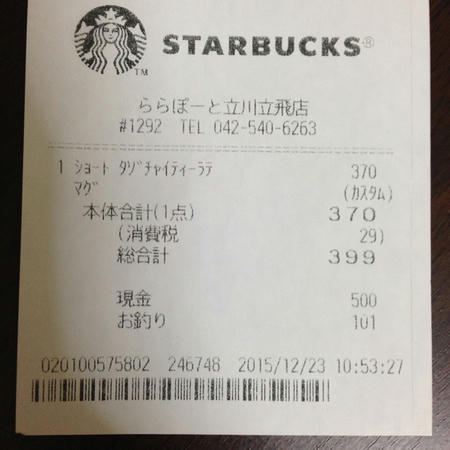 STARBUCKS®
TM
ららぽーと立川立飛店
#1292 TEL 042-540-6263
1 ショート タゾチャイティーラテ 370
マグ (カスタム)
本体合計(1点) 370
(消費税 29)
総合計 399
現金 500
お釣り 101
020100575802 246748 2015/12/23 10:53:27